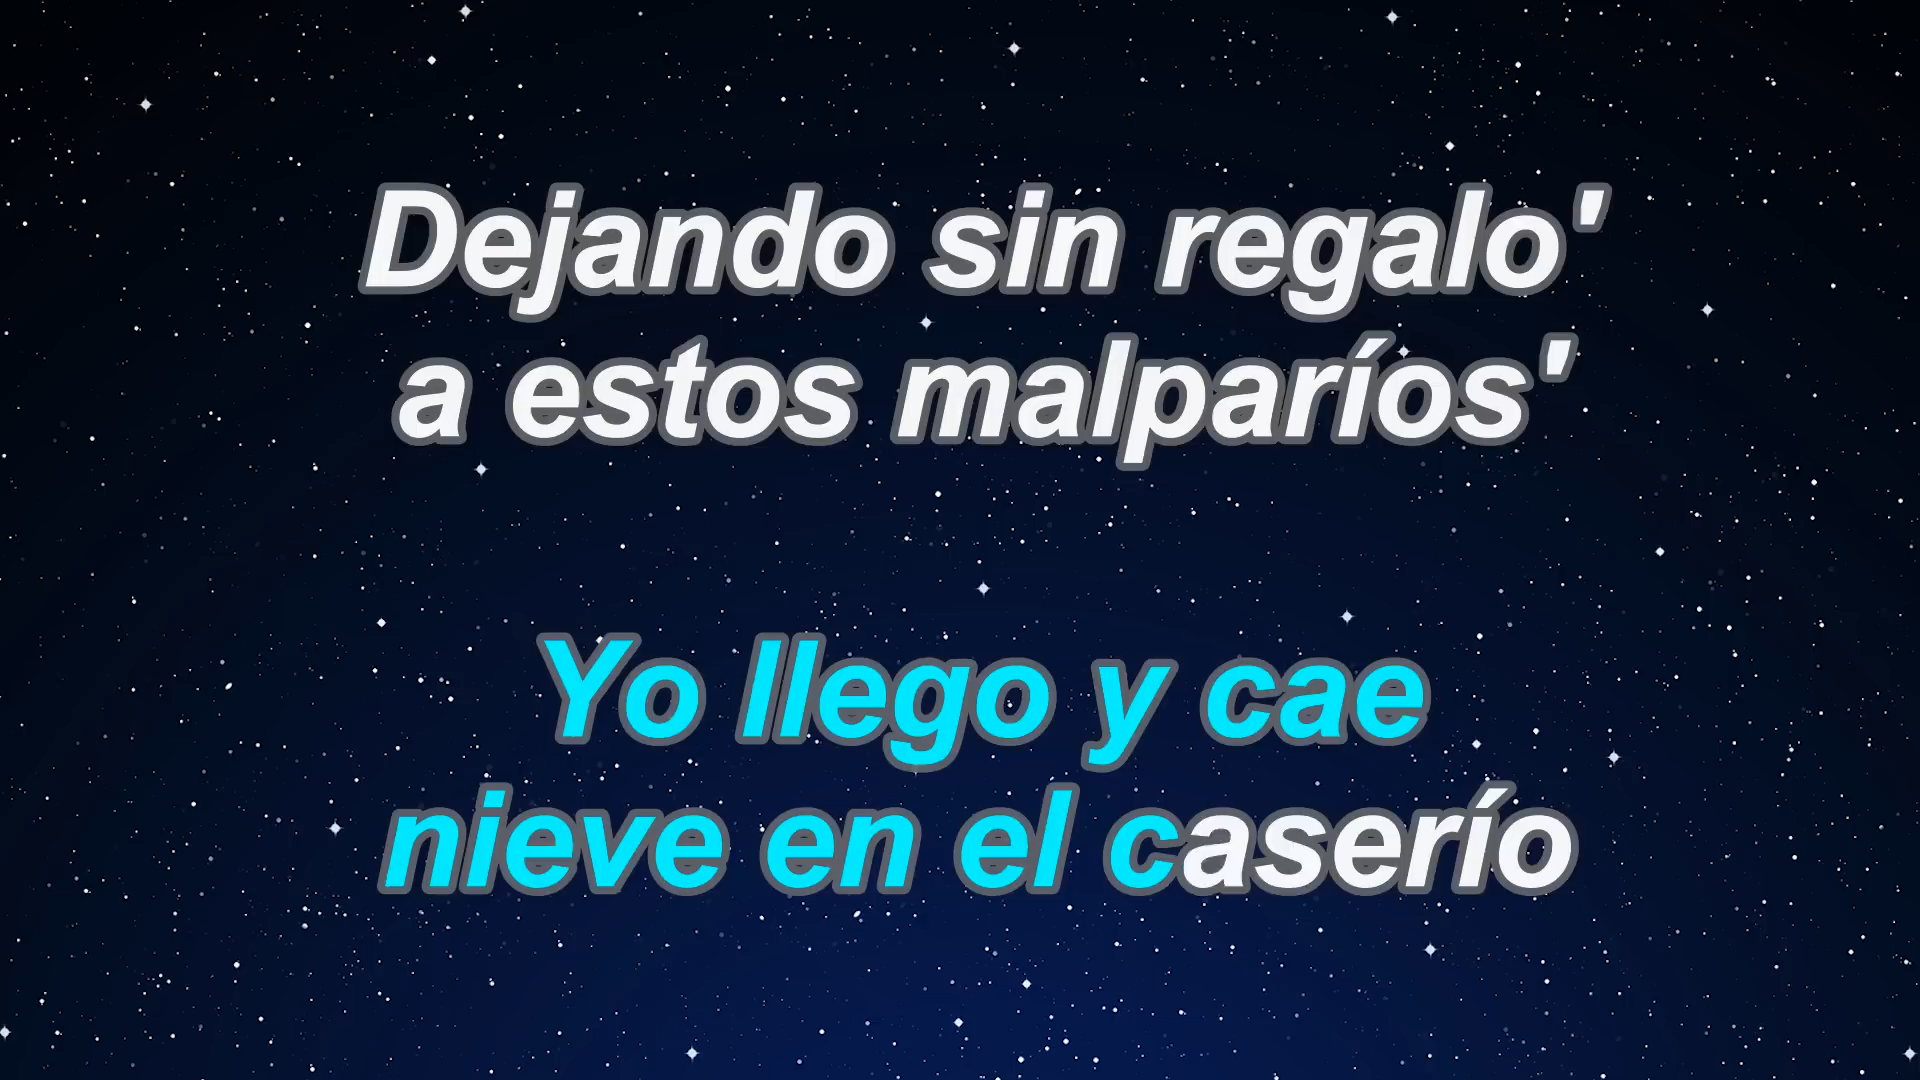 Dejando sin regalo'
a estos malparíos'
Yo llego y cae
nieve en el caserío